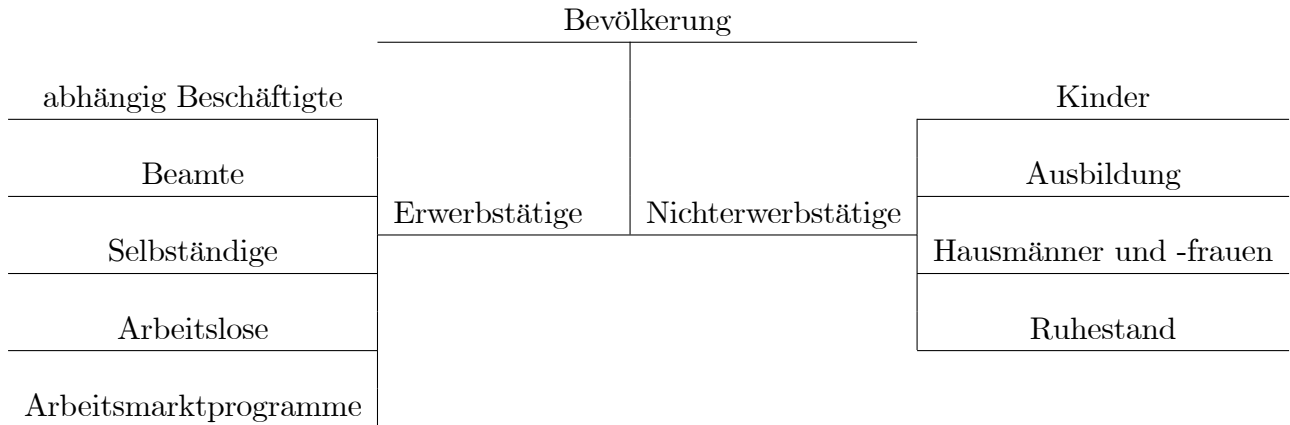 Bevölkerung
abhängig Beschäftigte
Kinder
Beamte
Ausbildung
Erwerbstätige
Nichterwerbstätige
Selbständige
Hausmänner und -frauen
Arbeitslose
Ruhestand
Arbeitsmarktprogramme